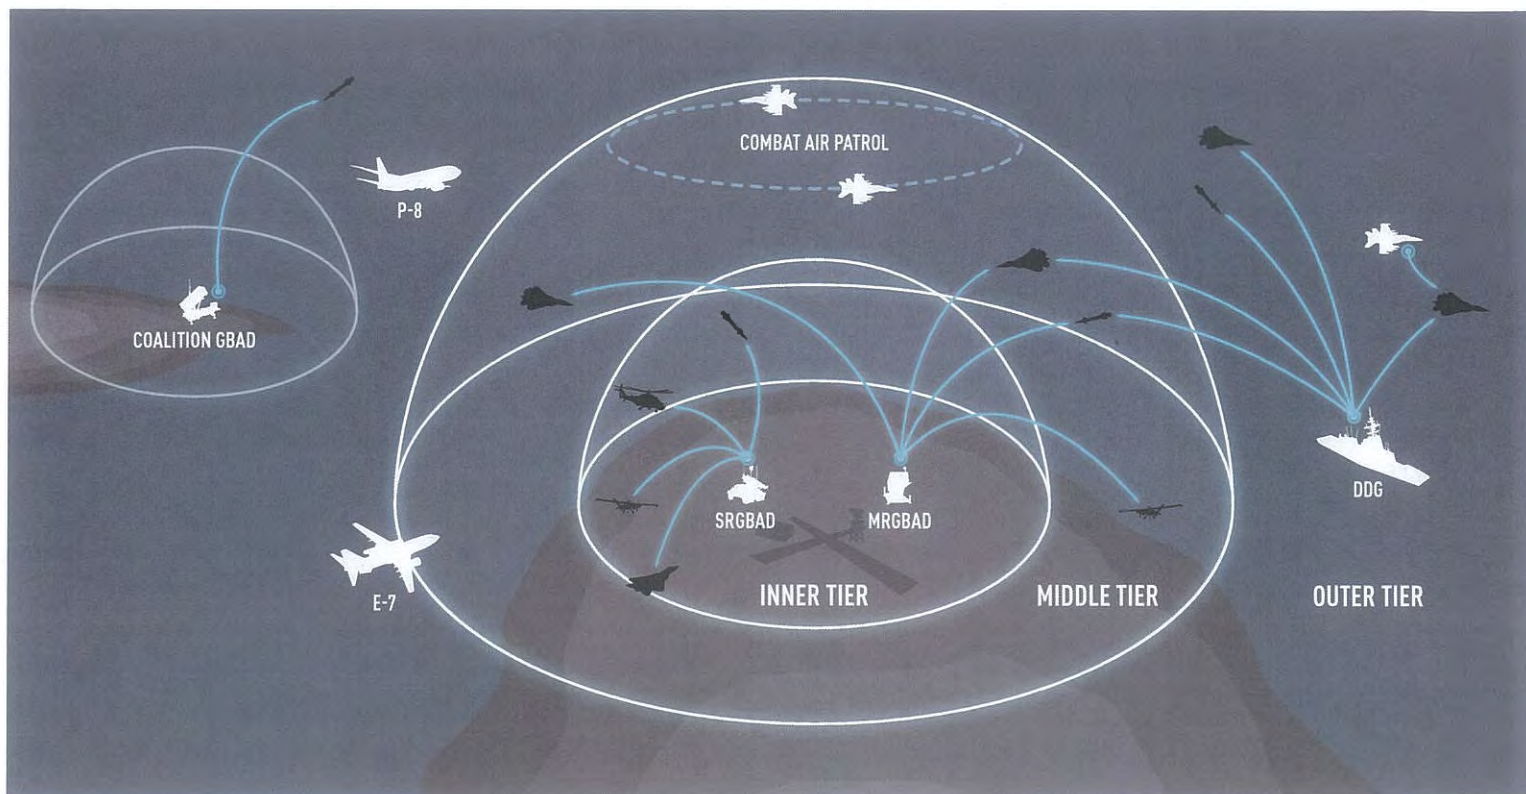 COMBAT AIR PATROL
P-8
COALITION GBAD
SRGBAD
MRGBAD
DDG
E-7
INNER TIER
MIDDLE TIER
OUTER TIER